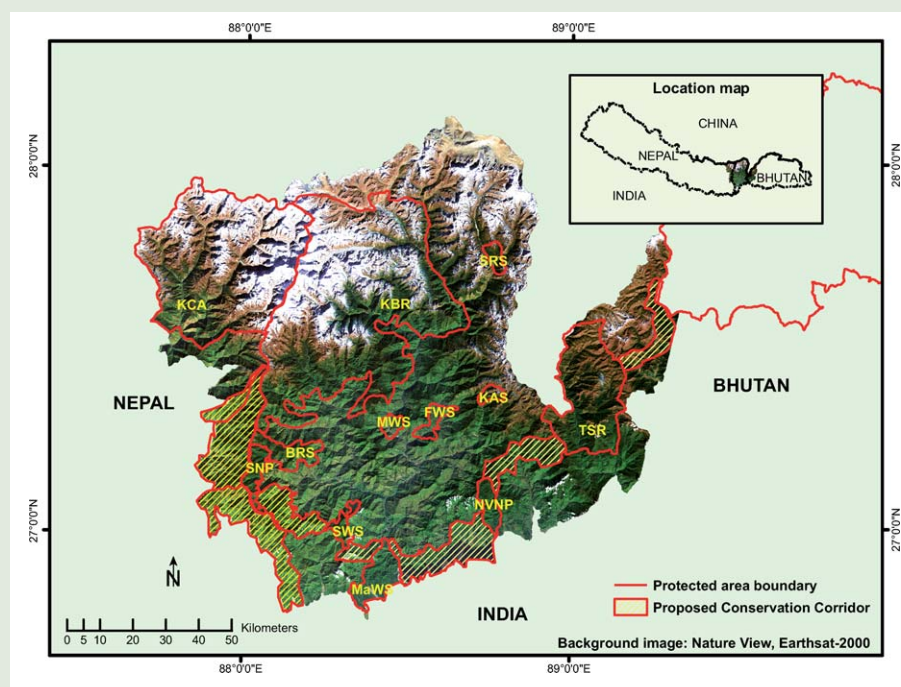 88°0'0"E
89°0'0"E
Location map
CHINA
NEPAL
BHUTAN
INDIA
28°0'0"N
28°0'0"N
SRS
KCA
KBR
NEPAL
BHUTAN
KAS
MWS
FWS
TSR
BRS
SNP
NVNP
27°0'0"N
27°0'0"N
SWS
MaWS
INDIA
N
Protected area boundary
Proposed Conservation Corridor
0 5 10 20 30 40 50
Kilometers
Background image: Nature View, Earthsat-2000
88°0'0"E
89°0'0"E